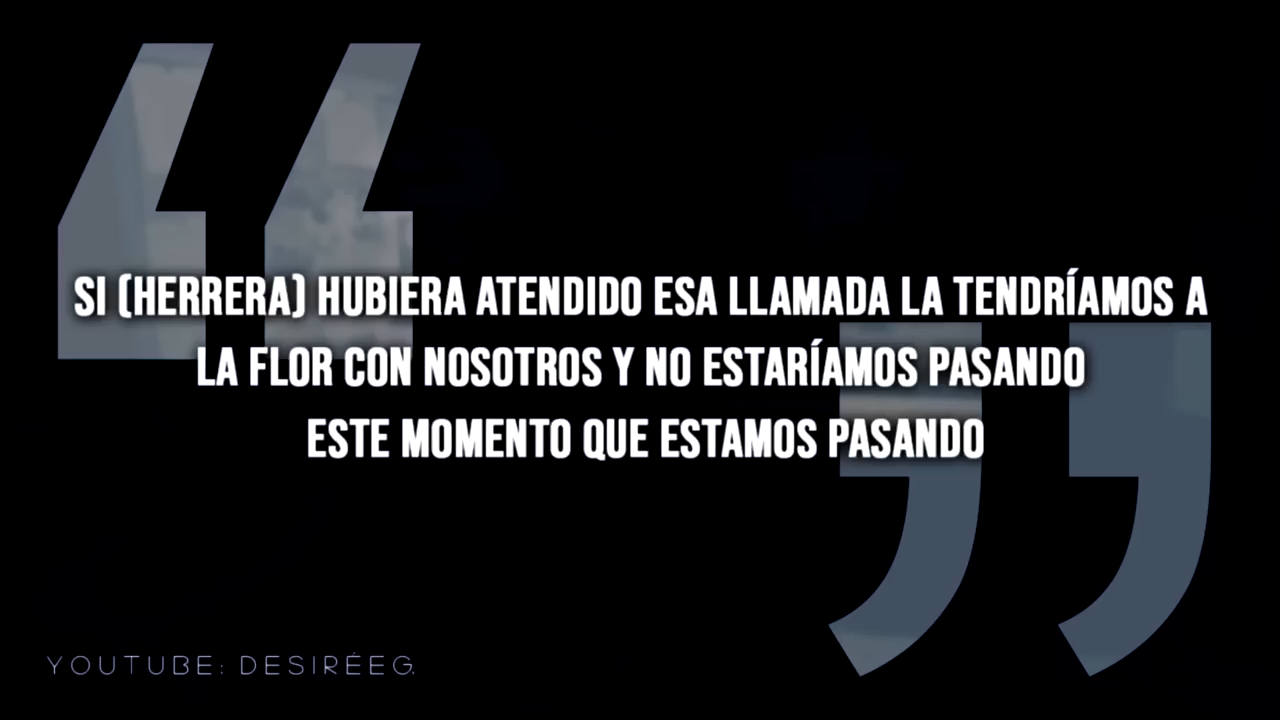 SI (HERRERA) HUBIERA ATENDIDO ESA LLAMADA LA TENDRÍAMOS A
LA FLOR CON NOSOTROS Y NO ESTARÍAMOS PASANDO
ESTE MOMENTO QUE ESTAMOS PASANDO
YOUTUBE: DESIRÉEG.